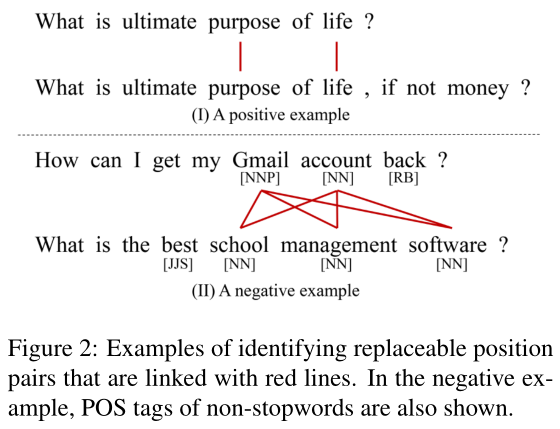 What is ultimate purpose of life ?
What is ultimate purpose of life , if not money ?
(I) A positive example
How can I get my Gmail account back ?
[NNP] [NN] [RB]
What is the best school management software ?
[JJS] [NN] [NN] [NN]
(II) A negative example
Figure 2: Examples of identifying replaceable position
pairs that are linked with red lines. In the negative ex-
ample, POS tags of non-stopwords are also shown.